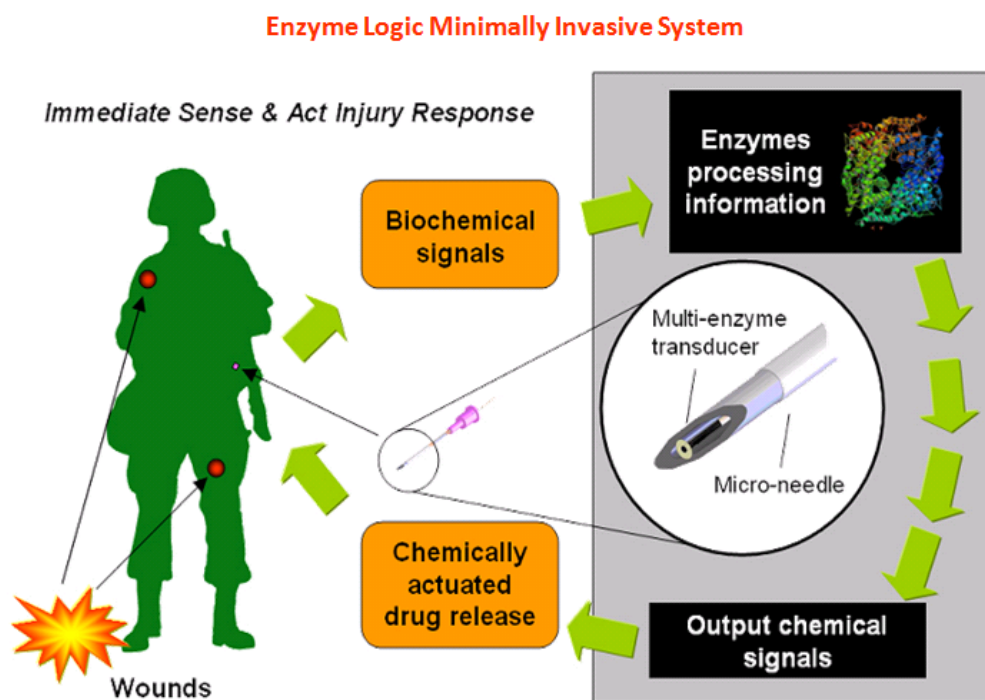 Enzyme Logic Minimally Invasive System
Immediate Sense & Act Injury Response
Biochemical
signals
Enzymes
processing
information
Multi-enzyme
transducer
Micro-needle
Chemically
actuated
drug release
Output chemical
signals
Wounds